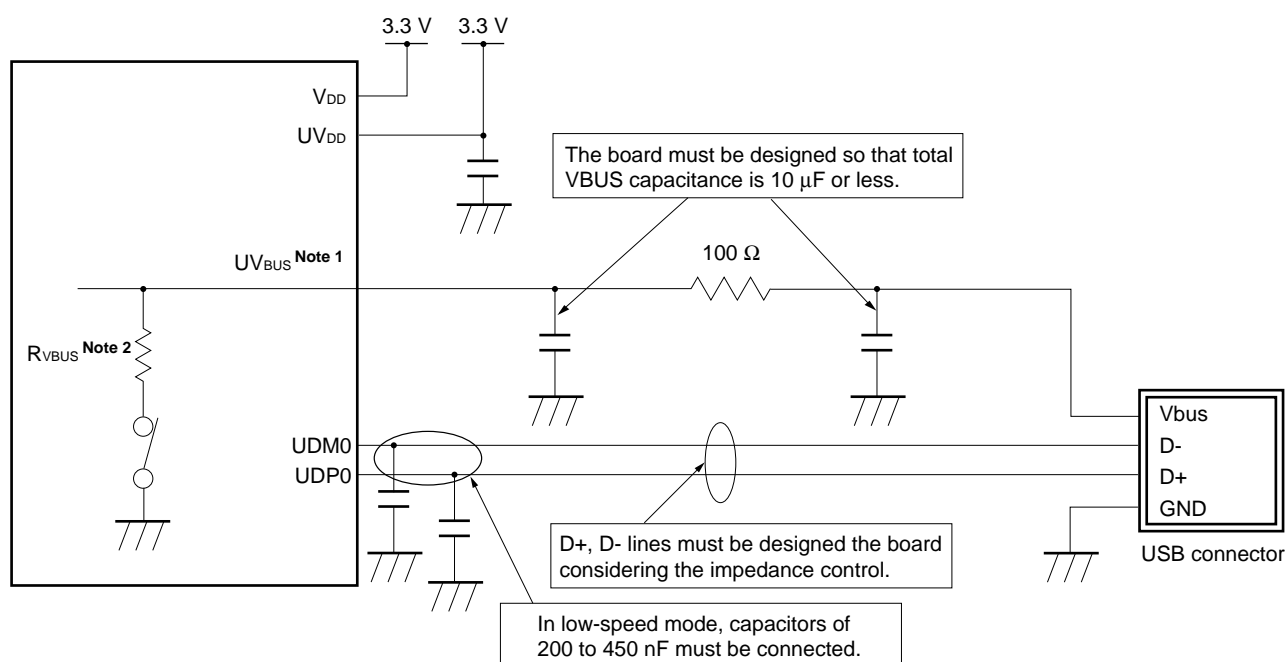 3.3 V
3.3 V
VDD
UVDD
The board must be designed so that total
VBUS capacitance is 10 μF or less.
UVBUS Note 1
100 Ω
RVBUS Note 2
Vbus
UDM0
D-
UDP0
D+
GND
USB connector
D+, D- lines must be designed the board
considering the impedance control.
In low-speed mode, capacitors of
200 to 450 nF must be connected.